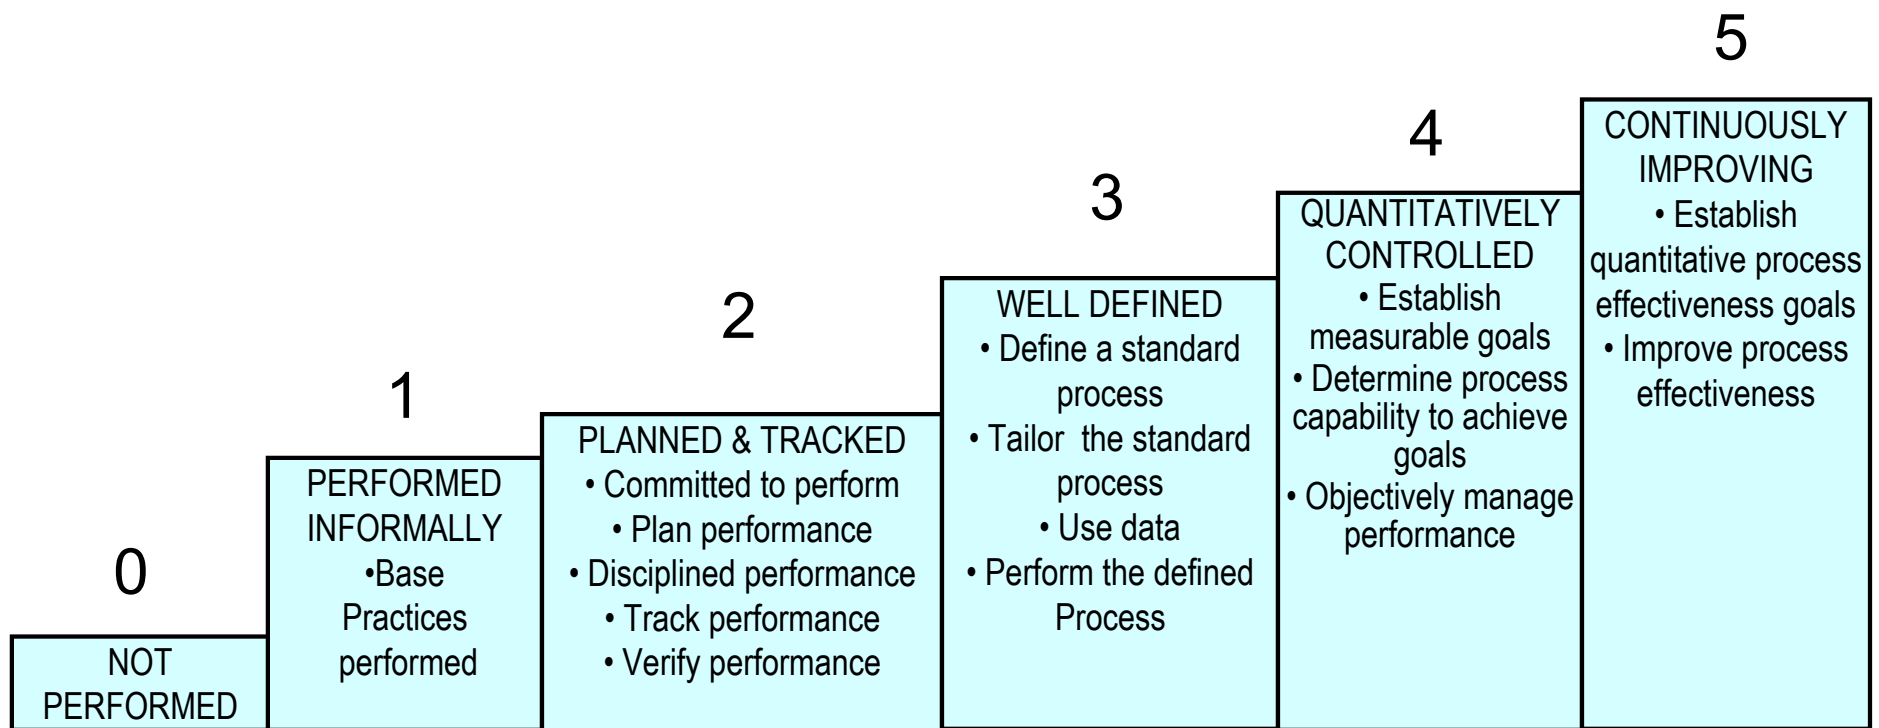 0
NOT
PERFORMED
1
PERFORMED
INFORMALLY
•Base
Practices
performed
2
PLANNED & TRACKED
• Committed to perform
• Plan performance
• Disciplined performance
• Track performance
• Verify performance
3
WELL DEFINED
• Define a standard
process
• Tailor  the standard
process
• Use data
• Perform the defined
Process
4
QUANTITATIVELY
CONTROLLED
• Establish
measurable goals
• Determine process
capability to achieve
goals
• Objectively manage
performance
5
CONTINUOUSLY
IMPROVING
• Establish
quantitative process
effectiveness goals
• Improve process
effectiveness